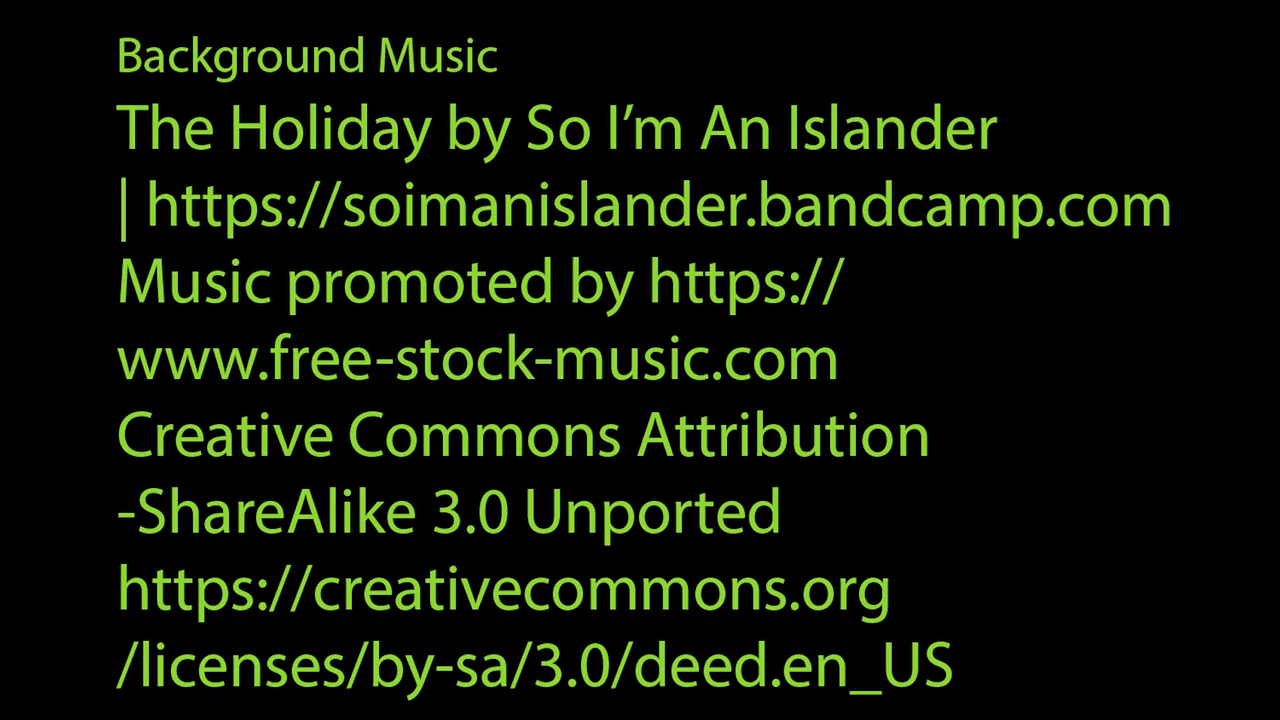 Background Music
The Holiday by So I’m An Islander
| https://soimanislander.bandcamp.com
Music promoted by https://
www.free-stock-music.com
Creative Commons Attribution
-ShareAlike 3.0 Unported
https://creativecommons.org
/licenses/by-sa/3.0/deed.en_US